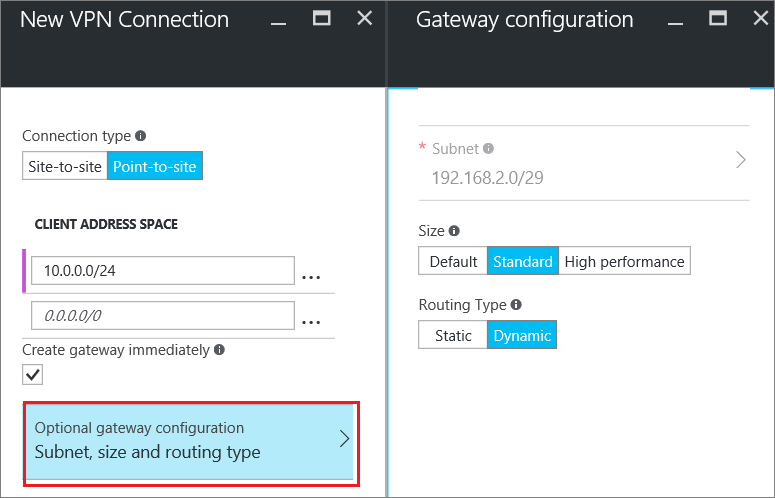 New VPN Connection
Connection type
Site-to-site Point-to-site
CLIENT ADDRESS SPACE
10.0.0.0/24 ...
0.0.0.0/0 ...
Create gateway immediately
Optional gateway configuration
Subnet, size and routing type
Gateway configuration
* Subnet
192.168.2.0/29
Size
Default Standard High performance
Routing Type
Static Dynamic